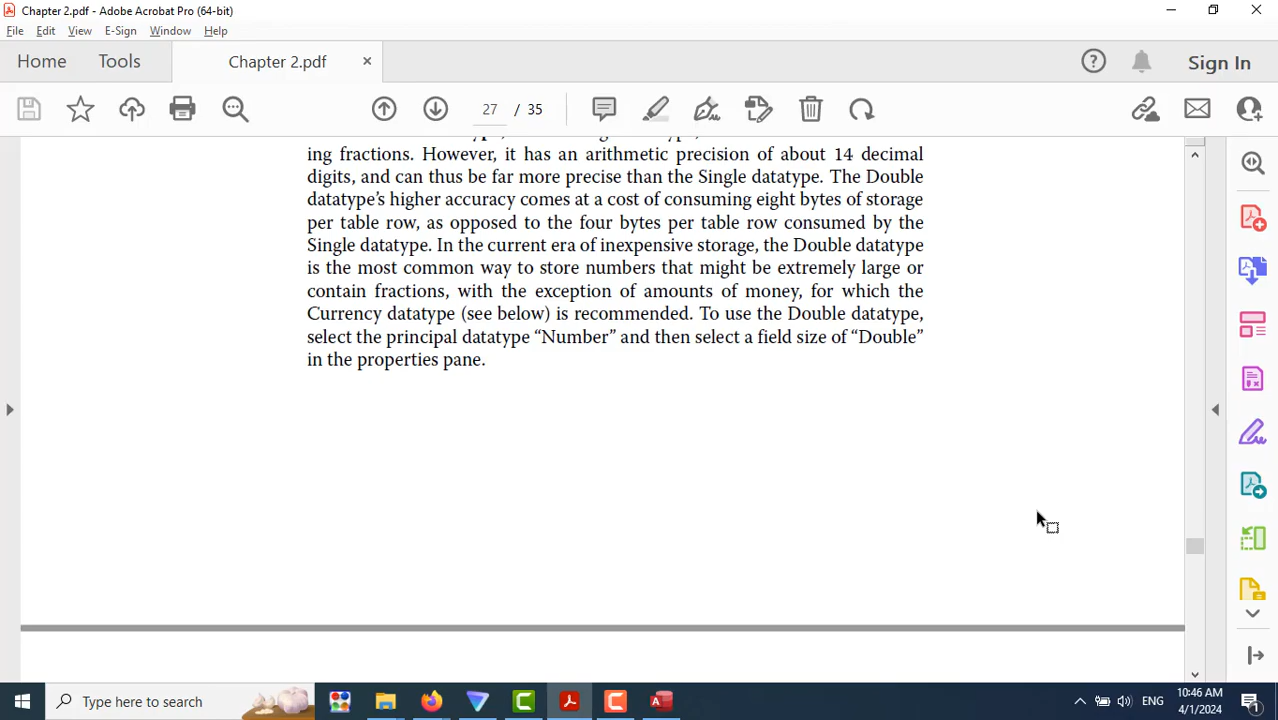 Chapter 2.pdf - Adobe Acrobat Pro (64-bit)
File Edit View E-Sign Window Help
Home Tools Chapter 2.pdf × Sign In
27 / 35
ing fractions. However, it has an arithmetic precision of about 14 decimal
digits, and can thus be far more precise than the Single datatype. The Double
datatype’s higher accuracy comes at a cost of consuming eight bytes of storage
per table row, as opposed to the four bytes per table row consumed by the
Single datatype. In the current era of inexpensive storage, the Double datatype
is the most common way to store numbers that might be extremely large or
contain fractions, with the exception of amounts of money, for which the
Currency datatype (see below) is recommended. To use the Double datatype,
select the principal datatype “Number” and then select a field size of “Double”
in the properties pane.
Type here to search
ENG
10:46 AM
4/1/2024
1